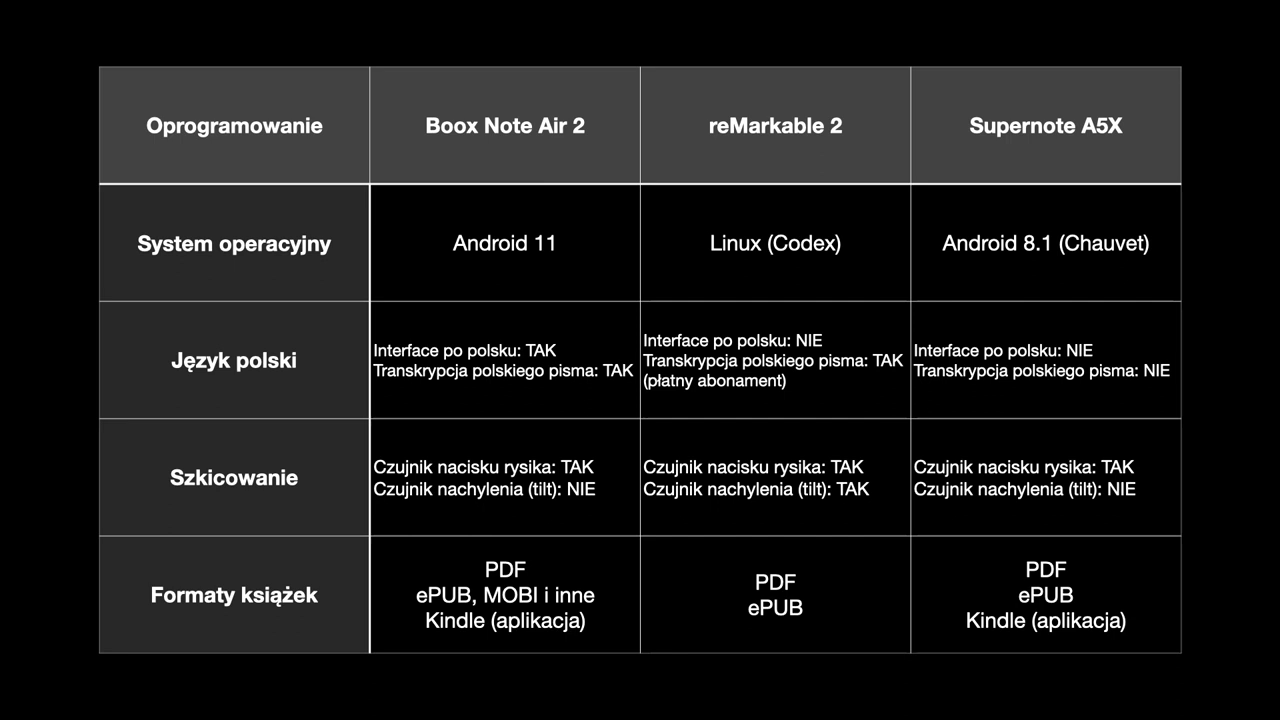 Oprogramowanie
Boox Note Air 2
reMarkable 2
Supernote A5X
System operacyjny
Android 11
Linux (Codex)
Android 8.1 (Chauvet)
Język polski
Interface po polsku: TAK
Transkrypcja polskiego pisma: TAK
Interface po polsku: NIE
Transkrypcja polskiego pisma: TAK
(płatny abonament)
Interface po polsku: NIE
Transkrypcja polskiego pisma: NIE
Szkicowanie
Czujnik nacisku rysika: TAK
Czujnik nachylenia (tilt): NIE
Czujnik nacisku rysika: TAK
Czujnik nachylenia (tilt): TAK
Czujnik nacisku rysika: TAK
Czujnik nachylenia (tilt): NIE
Formaty książek
PDF
ePUB, MOBI i inne
Kindle (aplikacja)
PDF
ePUB
PDF
ePUB
Kindle (aplikacja)